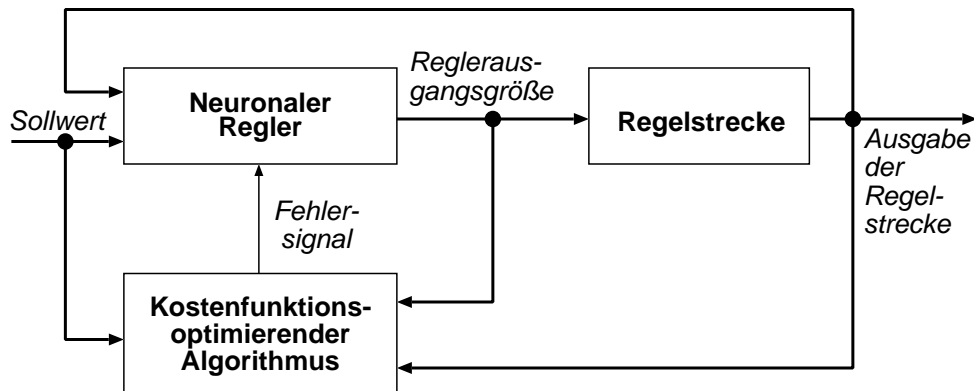 Neuronaler
Regler
Regleraus-
gangsgröße
Regelstrecke
Sollwert
Ausgabe
der
Regel-
strecke
Fehler-
signal
Kostenfunktions-
optimierender
Algorithmus